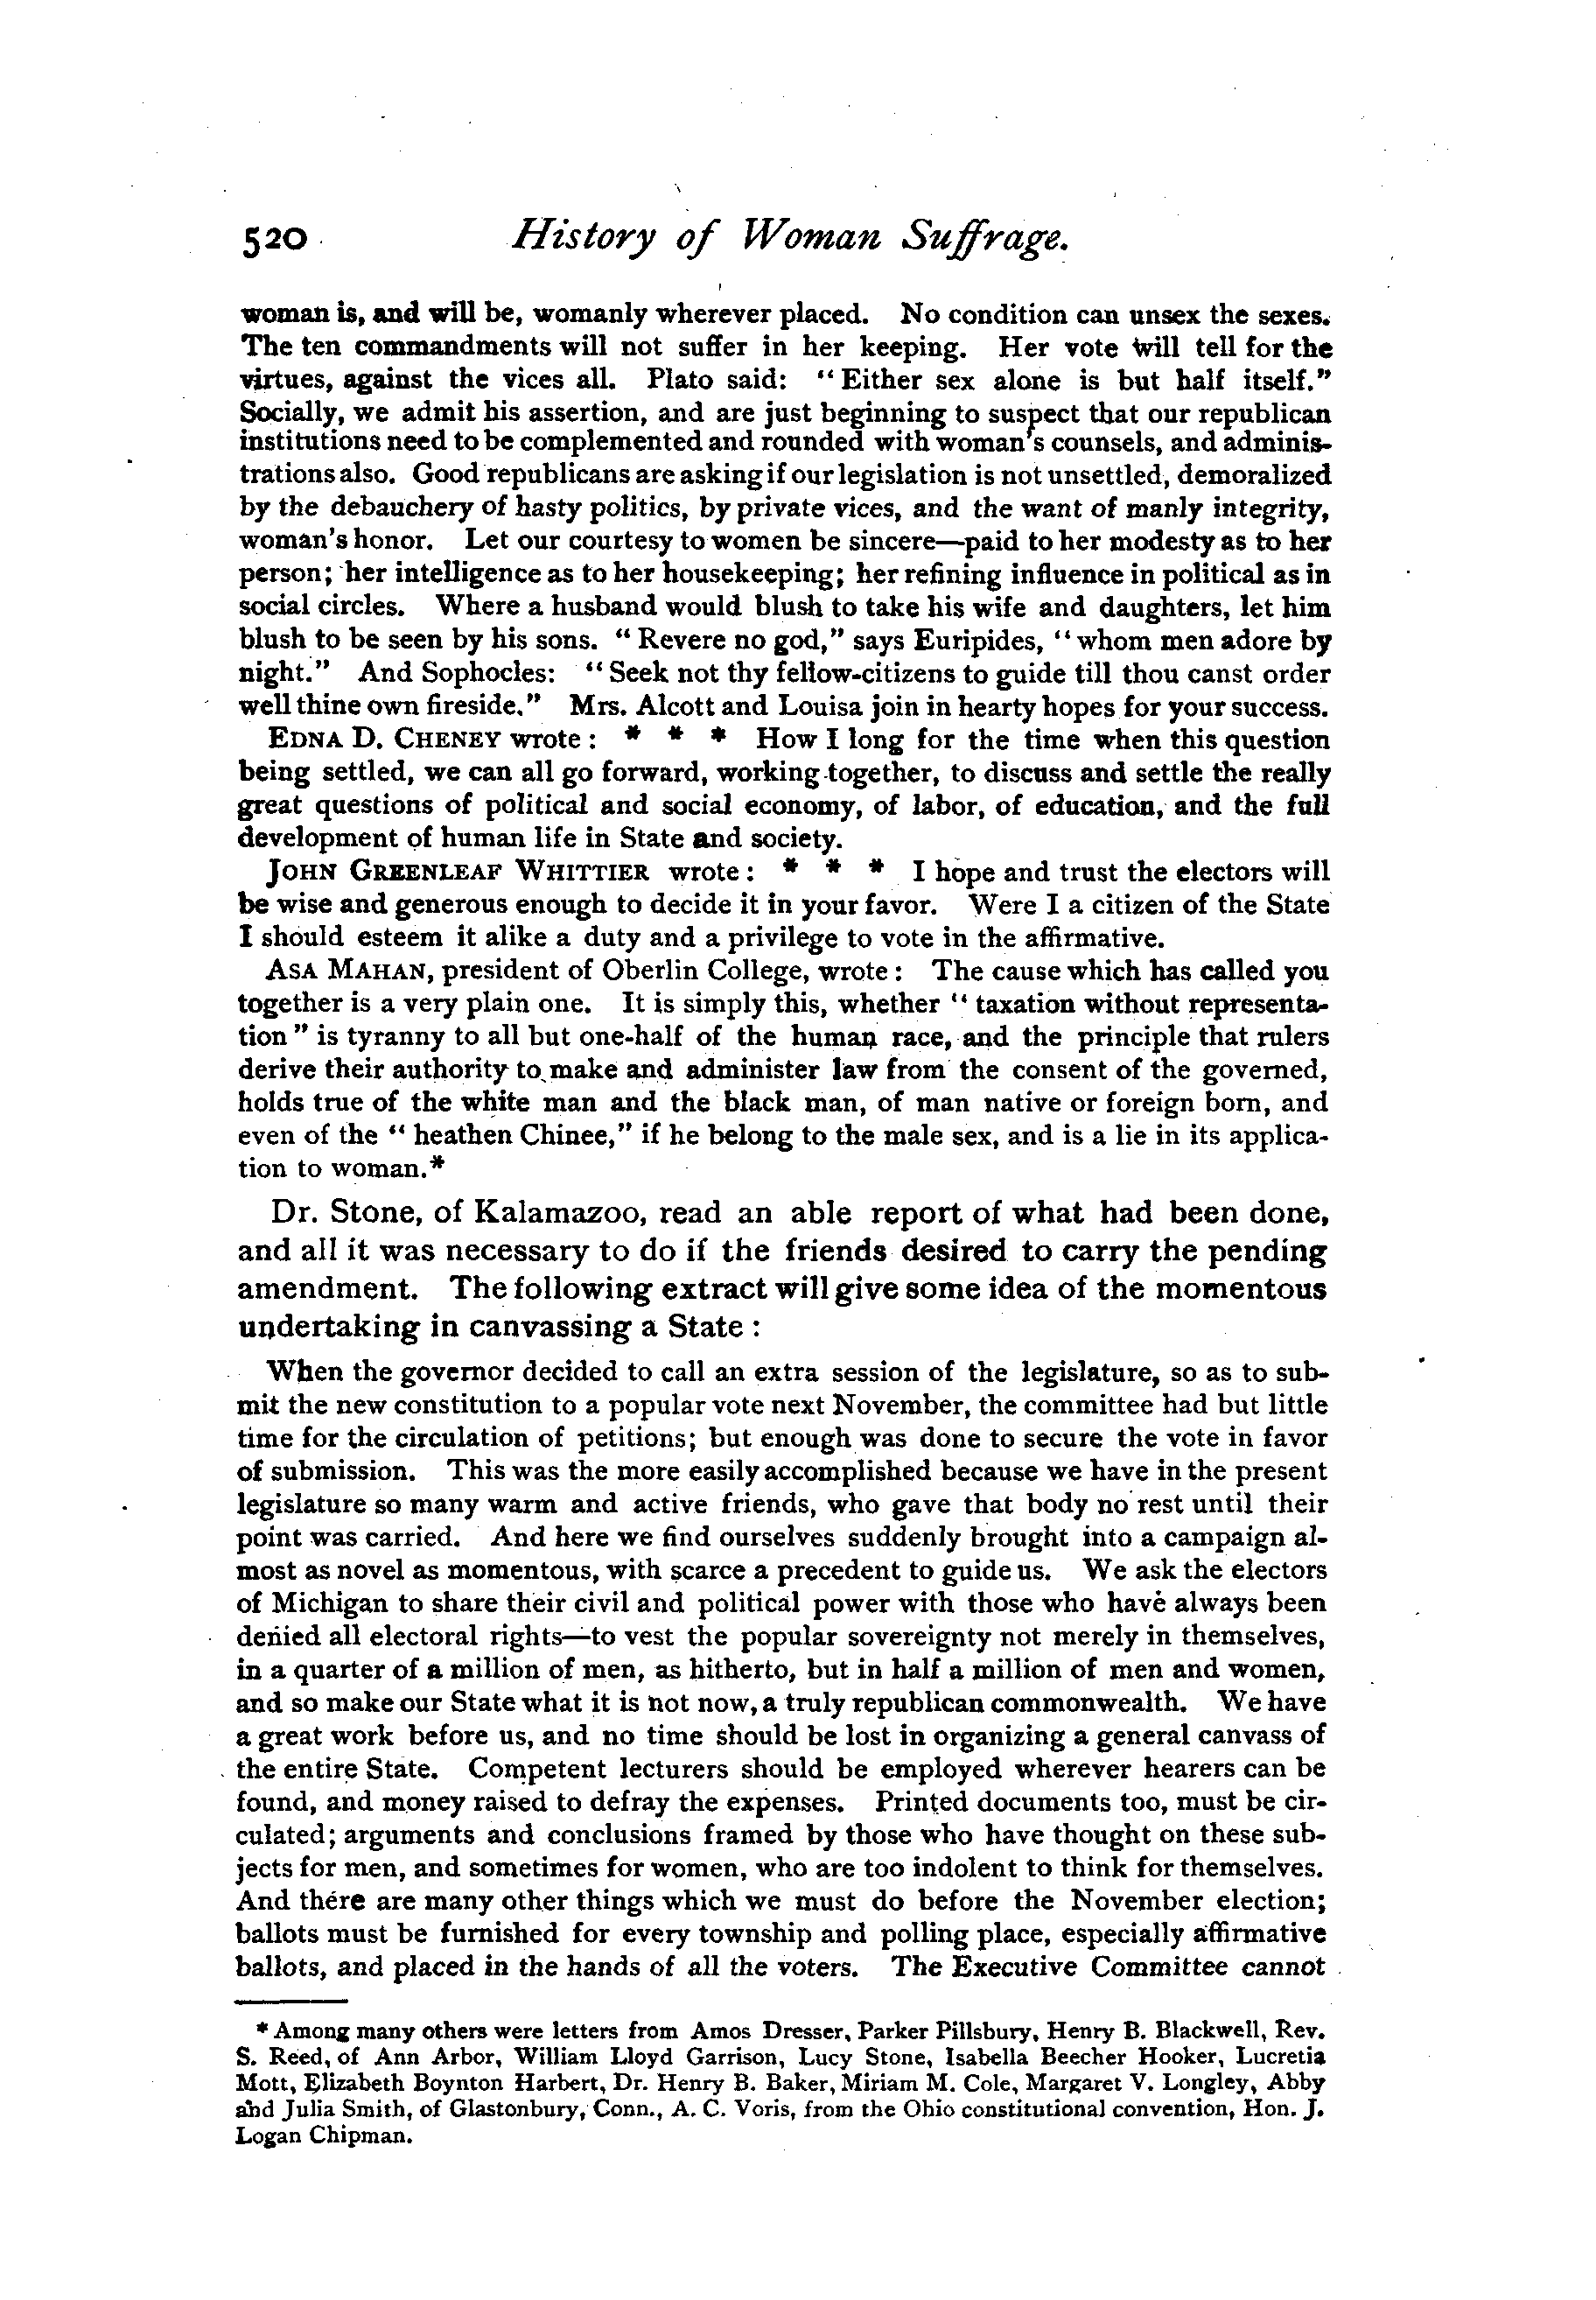 520 History of Woman Suffrage.
woman is, and will be, womanly wherever placed. No condition can unsex the sexes.
The ten commandments will not suffer in her keeping. Her vote will tell for the
virtues, against the vices all. Plato said: "Either sex alone is but half itself."
Socially, we admit his assertion, and are just beginning to suspect that our republican
institutions need to be complemented and rounded with woman's counsels, and adminis-
trations also. Good republicans are asking if our legislation is not unsettled, demoralized
by the debauchery of hasty politics, by private vices, and the want of manly integrity,
woman's honor. Let our courtesy to women be sincere—paid to her modesty as to her
person; her intelligence as to her housekeeping; her refining influence in political as in
social circles. Where a husband would blush to take his wife and daughters, let him
blush to be seen by his sons. "Revere no god," says Euripides, "whom men adore by
night." And Sophocles: "Seek not thy fellow-citizens to guide till thou canst order
well thine own fireside." Mrs. Alcott and Louisa join in hearty hopes for your success.
EDNA D. CHENEY wrote: * * * How I long for the time when this question
being settled, we can all go forward, working together, to discuss and settle the really
great questions of political and social economy, of labor, of education, and the full
development of human life in State and society.
JOHN GREENLEAF WHITTIER wrote: * * * I hope and trust the electors will
be wise and generous enough to decide it in your favor. Were I a citizen of the State
I should esteem it alike a duty and a privilege to vote in the affirmative.
ASA MAHAN, president of Oberlin College, wrote: The cause which has called you
together is a very plain one. It is simply this, whether "taxation without representa-
tion" is tyranny to all but one-half of the human race, and the principle that rulers
derive their authority to make and administer law from the consent of the governed,
holds true of the white man and the black man, of man native or foreign born, and
even of the "heathen Chinee," if he belong to the male sex, and is a lie in its applica-
tion to woman.*
Dr. Stone, of Kalamazoo, read an able report of what had been done,
and all it was necessary to do if the friends desired to carry the pending
amendment. The following extract will give some idea of the momentous
undertaking in canvassing a State:
When the governor decided to call an extra session of the legislature, so as to sub-
mit the new constitution to a popular vote next November, the committee had but little
time for the circulation of petitions; but enough was done to secure the vote in favor
of submission. This was the more easily accomplished because we have in the present
legislature so many warm and active friends, who gave that body no rest until their
point was carried. And here we find ourselves suddenly brought into a campaign al-
most as novel as momentous, with scarce a precedent to guide us. We ask the electors
of Michigan to share their civil and political power with those who have always been
denied all electoral rights—to vest the popular sovereignty not merely in themselves,
in a quarter of a million of men, as hitherto, but in half a million of men and women,
and so make our State what it is not now, a truly republican commonwealth. We have
a great work before us, and no time should be lost in organizing a general canvass of
the entire State. Competent lecturers should be employed wherever hearers can be
found, and money raised to defray the expenses. Printed documents too, must be cir-
culated; arguments and conclusions framed by those who have thought on these sub-
jects for men, and sometimes for women, who are too indolent to think for themselves.
And there are many other things which we must do before the November election;
ballots must be furnished for every township and polling place, especially affirmative
ballots, and placed in the hands of all the voters. The Executive Committee cannot
* Among many others were letters from Amos Dresser, Parker Pillsbury, Henry B. Blackwell, Rev.
S. Reed, of Ann Arbor, William Lloyd Garrison, Lucy Stone, Isabella Beecher Hooker, Lucretia
Mott, Elizabeth Boynton Harbert, Dr. Henry B. Baker, Miriam M. Cole, Margaret V. Longley, Abby
and Julia Smith, of Glastonbury, Conn., A. C. Voris, from the Ohio constitutional convention, Hon. J.
Logan Chipman.